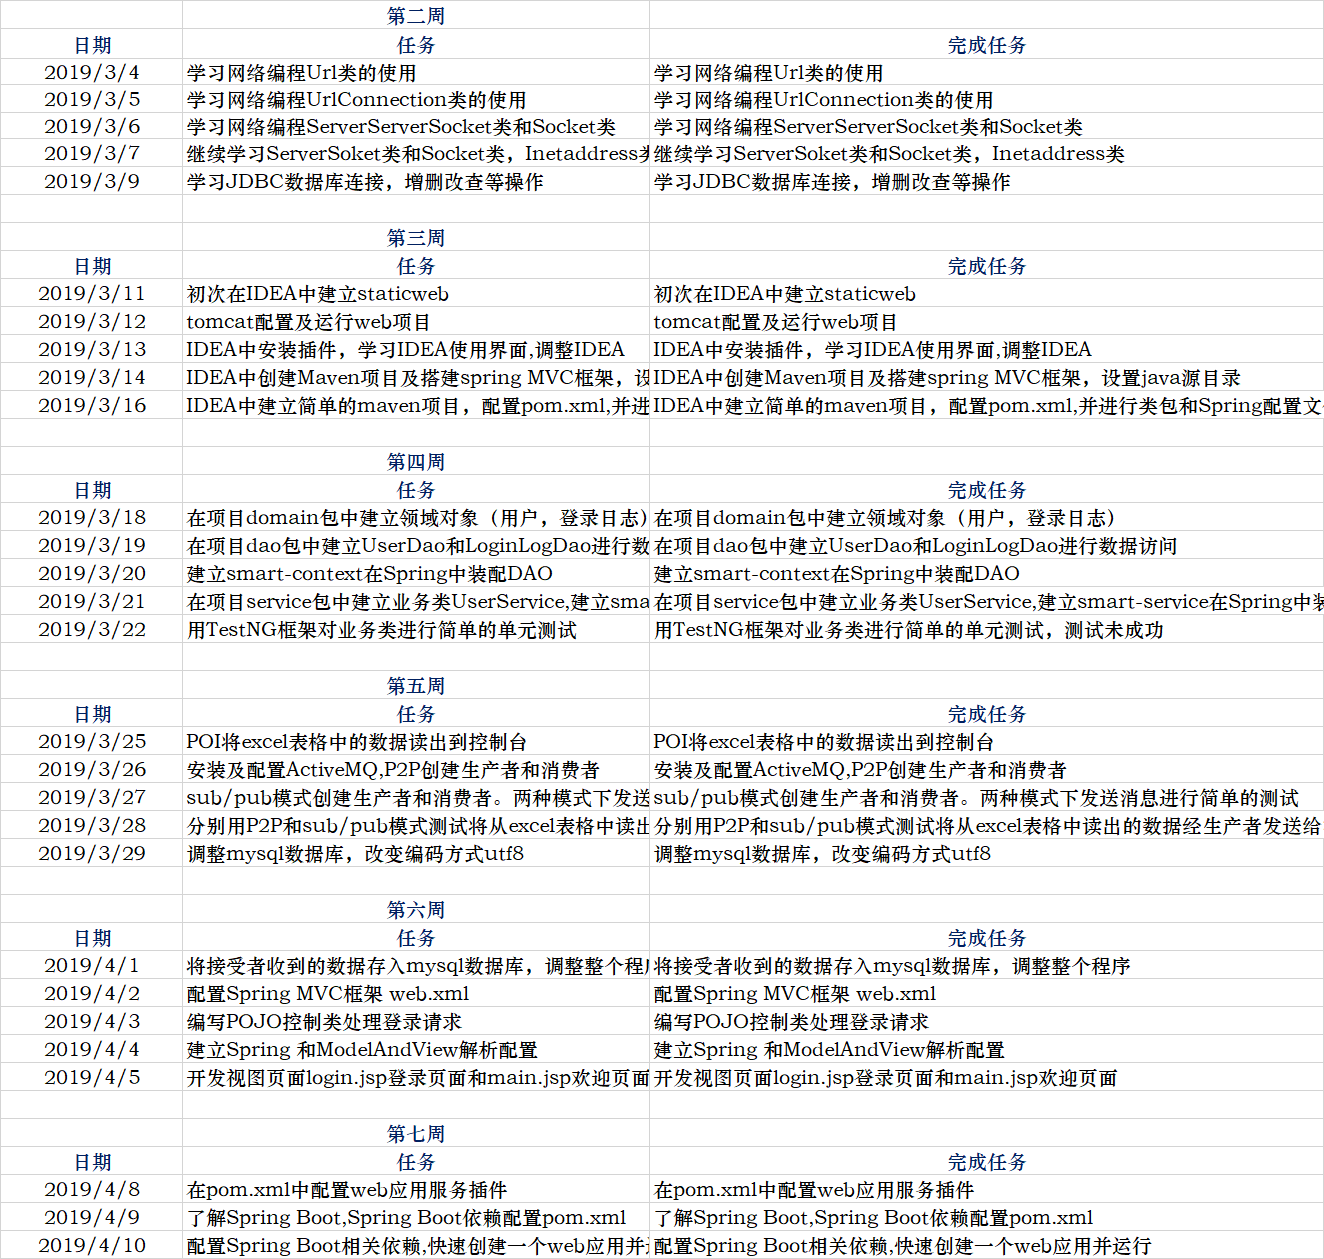 第二周
日期 任务 完成任务
2019/3/4 学习网络编程Url类的使用 学习网络编程Url类的使用
2019/3/5 学习网络编程UrlConnection类的使用 学习网络编程UrlConnection类的使用
2019/3/6 学习网络编程ServerServerSocket类和Socket类 学习网络编程ServerServerSocket类和Socket类
2019/3/7 继续学习ServerSoket类和Socket类，Inetaddress 继续学习ServerSoket类和Socket类，Inetaddress类
2019/3/9 学习JDBC数据库连接，增删改查等操作 学习JDBC数据库连接，增删改查等操作
第三周
日期 任务 完成任务
2019/3/11 初次在IDEA中建立staticweb 初次在IDEA中建立staticweb
2019/3/12 tomcat配置及运行web项目 tomcat配置及运行web项目
2019/3/13 IDEA中安装插件，学习IDEA使用界面,调整IDEA IDEA中安装插件，学习IDEA使用界面,调整IDEA
2019/3/14 IDEA中创建Maven项目及搭建spring MVC框架，设 IDEA中创建Maven项目及搭建spring MVC框架，设置java源目录
2019/3/16 IDEA中建立简单的maven项目，配置pom.xml,并进 IDEA中建立简单的maven项目，配置pom.xml,并进行类包和Spring配置文
第四周
日期 任务 完成任务
2019/3/18 在项目domain包中建立领域对象（用户，登录日志） 在项目domain包中建立领域对象（用户，登录日志）
2019/3/19 在项目dao包中建立UserDao和LoginLogDao进行数 在项目dao包中建立UserDao和LoginLogDao进行数据访问
2019/3/20 建立smart-context在Spring中装配DAO 建立smart-context在Spring中装配DAO
2019/3/21 在项目service包中建立业务类UserService,建立sma 在项目service包中建立业务类UserService,建立smart-service在Spring中装
2019/3/22 用TestNG框架对业务类进行简单的单元测试 用TestNG框架对业务类进行简单的单元测试，测试未成功
第五周
日期 任务 完成任务
2019/3/25 POI将excel表格中的数据读出到控制台 POI将excel表格中的数据读出到控制台
2019/3/26 安装及配置ActiveMQ,P2P创建生产者和消费者 安装及配置ActiveMQ,P2P创建生产者和消费者
2019/3/27 sub/pub模式创建生产者和消费者。两种模式下发送 sub/pub模式创建生产者和消费者。两种模式下发送消息进行简单的测试
2019/3/28 分别用P2P和sub/pub模式测试将从excel表格中读出 分别用P2P和sub/pub模式测试将从excel表格中读出的数据经生产者发送给
2019/3/29 调整mysql数据库，改变编码方式utf8 调整mysql数据库，改变编码方式utf8
第六周
日期 任务 完成任务
2019/4/1 将接受者收到的数据存入mysql数据库，调整整个程 将接受者收到的数据存入mysql数据库，调整整个程序
2019/4/2 配置Spring MVC框架 web.xml 配置Spring MVC框架 web.xml
2019/4/3 编写POJO控制类处理登录请求 编写POJO控制类处理登录请求
2019/4/4 建立Spring 和ModelAndView解析配置 建立Spring 和ModelAndView解析配置
2019/4/5 开发视图页面login.jsp登录页面和main.jsp欢迎页面 开发视图页面login.jsp登录页面和main.jsp欢迎页面
第七周
日期 任务 完成任务
2019/4/8 在pom.xml中配置web应用服务插件 在pom.xml中配置web应用服务插件
2019/4/9 了解Spring Boot,Spring Boot依赖配置pom.xml 了解Spring Boot,Spring Boot依赖配置pom.xml
2019/4/10 配置Spring Boot相关依赖,快速创建一个web应用并 配置Spring Boot相关依赖,快速创建一个web应用并运行